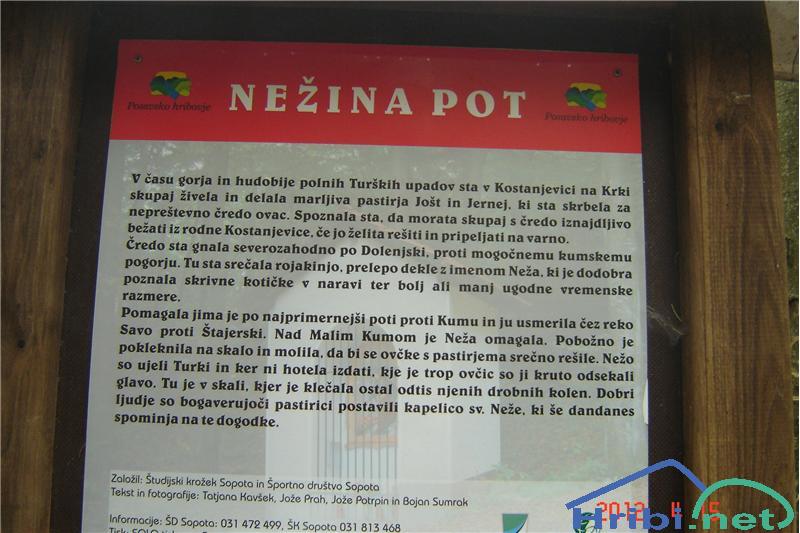 NEŽINA POT
Posavsko hribovje
Posavsko hribovje
V času gorja in hudobije polnih Turških upadov sta v Kostanjevici na Krki
skupaj živela in delala marljiva pastirja Jošt in Jernej, ki sta skrbela za
nepreštevno čredo ovac. Spoznala sta, da morata skupaj s čredo iznajdljivo
bežati iz rodne Kostanjevice, če jo želita rešiti in pripeljati na varno.
Čredo sta gnala severozahodno po Dolenjski, proti mogočnemu kumskemu
pogorju. Tu sta srečala rojakinjo, prelepo dekle z imenom Neža, ki je dodobra
poznala skrivne kotičke v naravi ter bolj ali manj ugodne vremenske
razmere.
Pomagala jima je po najprimernejši poti proti Kumu in ju usmerila čez reko
Savo proti Štajerski. Nad Malim Kumom je Neža omagala. Pobožno je
pokleknila na skalo in molila, da bi se ovčke s pastirjema srečno rešile. Nežo
so ujeli Turki in ker ni hotela izdati, kje je trop ovčic so ji kruto odsekali
glavo. Tu je v skali, kjer je klečala ostal odtis njenih drobnih kolen. Dobri
ljudje so bogaverujoči pastirici postavili kapelico sv. Neže, ki še dandanes
spominja na te dogodke.
Založil: Študijski krožek Sopota in Športno društvo Sopota
Tekst in fotografije: Tatjana Kavšek, Jože Prah, Jože Potrpin in Bojan Sumrak
Informacije: ŠD Sopota: 031 472 499, ŠK Sopota 031 813 468
2012 4 15
Hribi.net